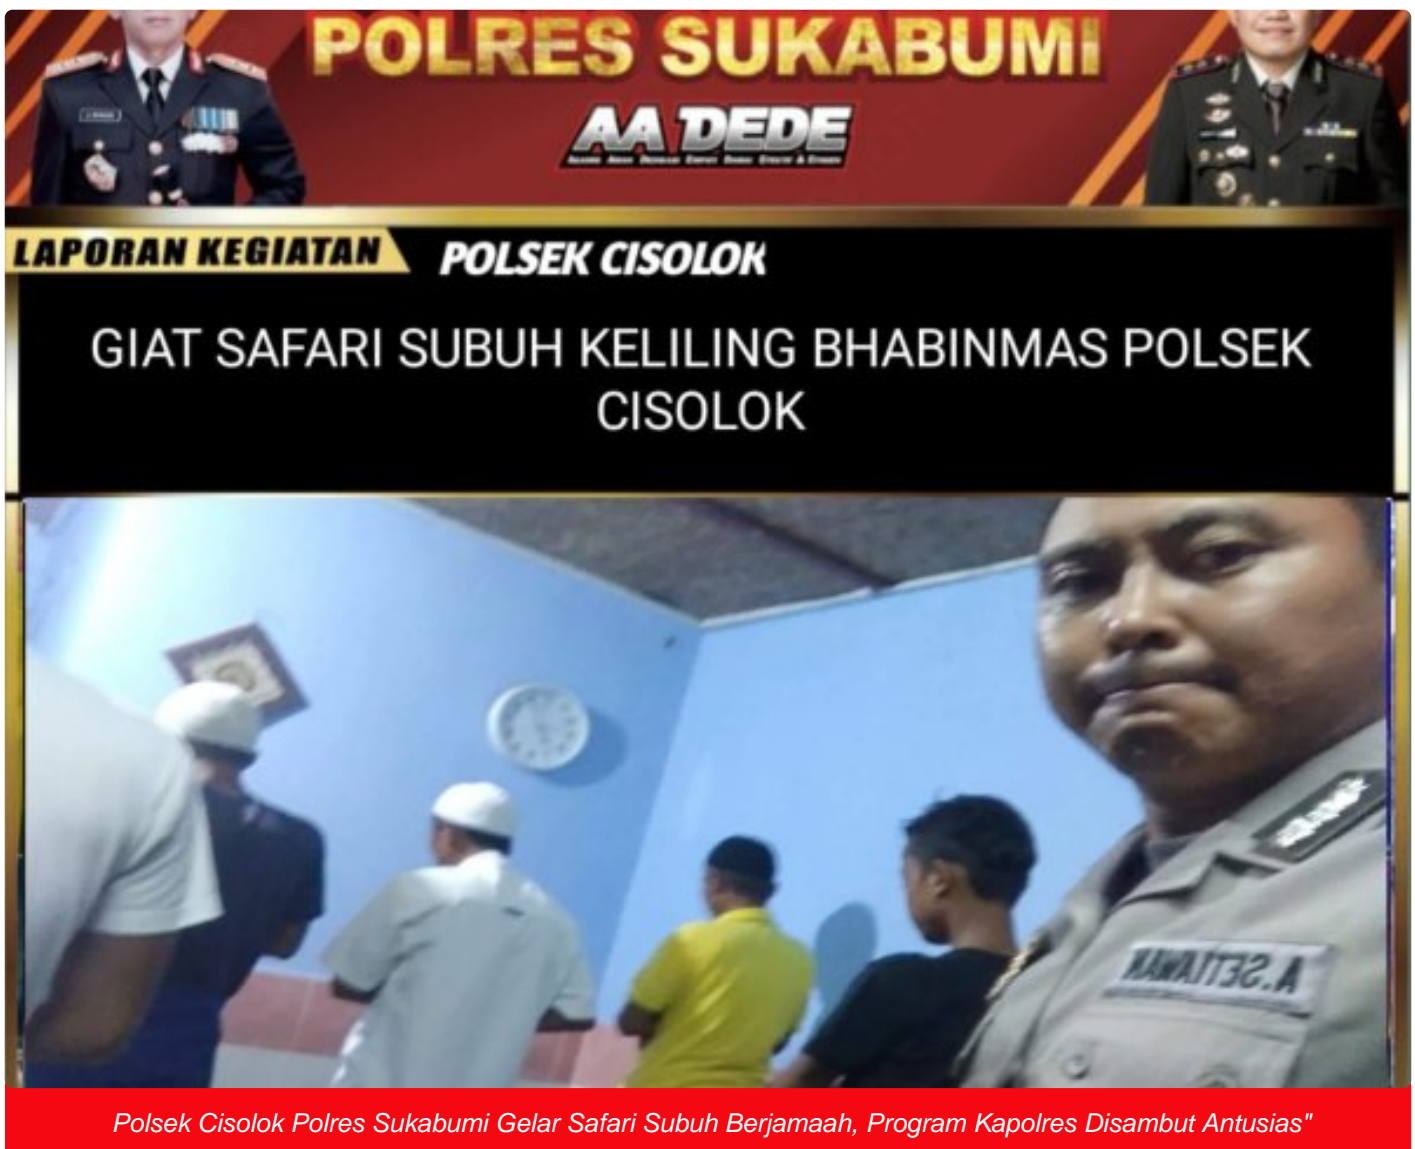 POLRES SUKABUMI
AA DEDE
LAPORAN KEGIATAN
POLSEK CISOLOK
GIAT SAFARI SUBUH KELILING BHABINMAS POLSEK
CISOLOK
A.SETIAWAN
Polsek Cisolok Polres Sukabumi Gelar Safari Subuh Berjamaah, Program Kapolres Disambut Antusias"